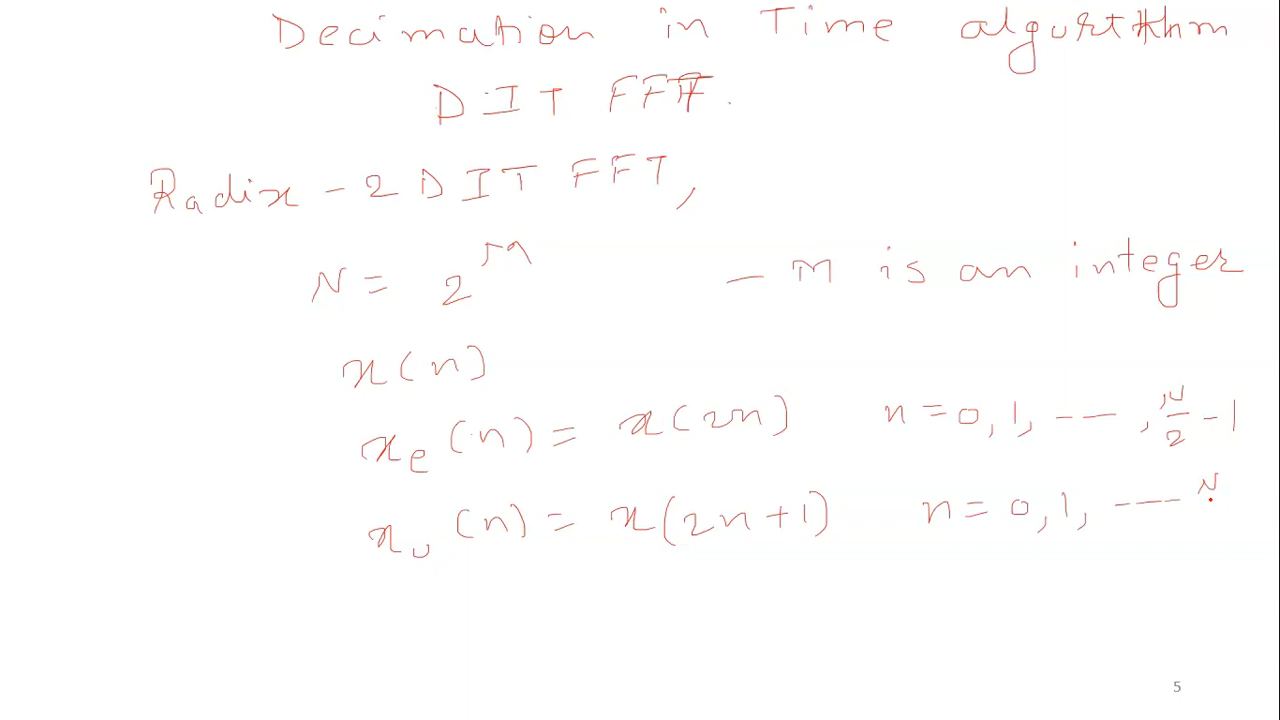 Decimation in Time algorithm
DIT FFT.
Radix - 2 DIT FFT,
N = 2^M - M is an integer
x(n)
xe(n) = x(2n) n = 0, 1, ---, N/2 - 1
xo(n) = x(2n+1) n = 0, 1, --- N
5